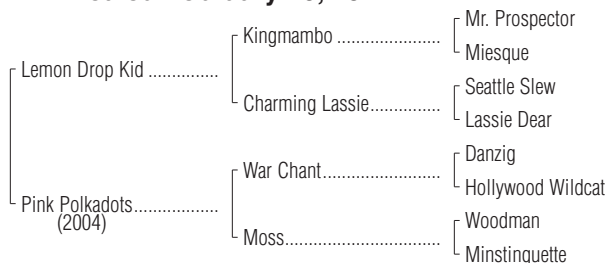 Mr. Prospector
Kingmambo ..................
Miesque
Lemon Drop Kid ..............
Seattle Slew
Charming Lassie................
Lassie Dear
Danzig
War Chant..........................
Hollywood Wildcat
Pink Polkadots.................
(2004)
Woodman
Moss..................................
Minstinguette